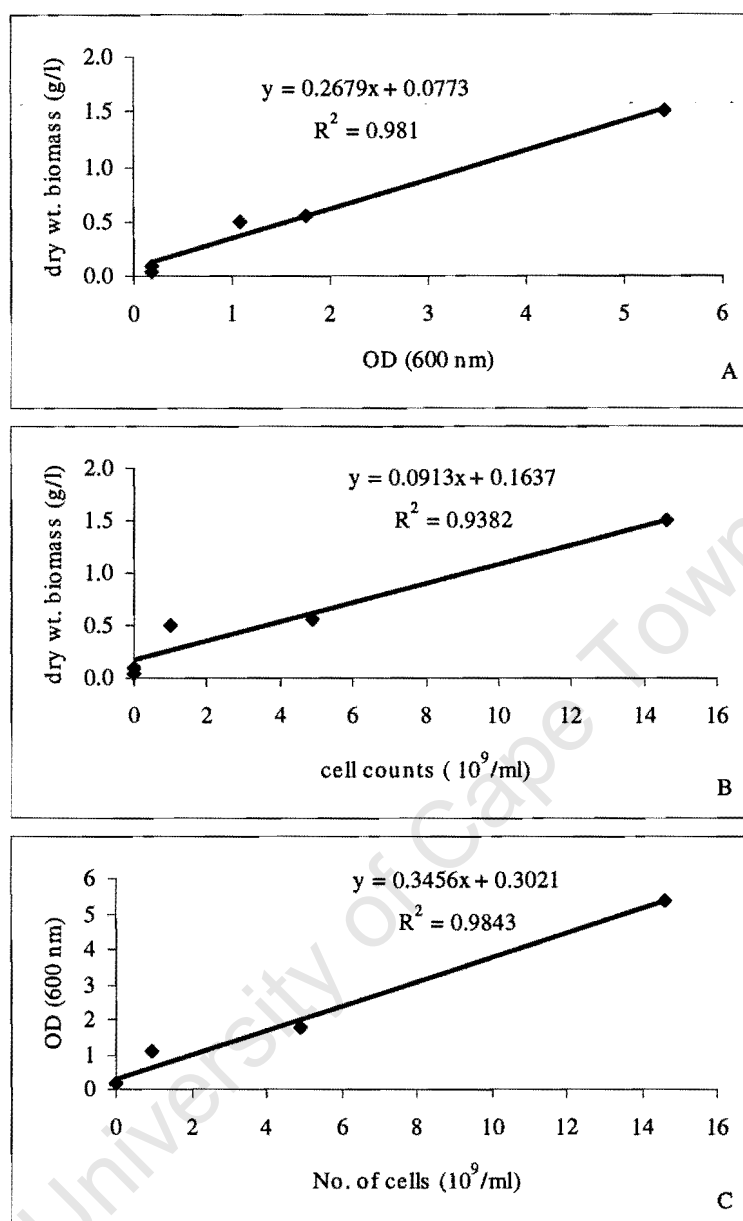 2.0
1.5
1.0
0.5
0.0
dry wt. biomass (g/l)
y = 0.2679x + 0.0773
R² = 0.981
0 1 2 3 4 5 6
OD (600 nm)
A
2.0
1.5
1.0
0.5
0.0
dry wt. biomass (g/l)
y = 0.0913x + 0.1637
R² = 0.9382
0 2 4 6 8 10 12 14 16
cell counts ( 10⁹/ml)
B
6
5
4
3
2
1
0
OD (600 nm)
y = 0.3456x + 0.3021
R² = 0.9843
0 2 4 6 8 10 12 14 16
No. of cells (10⁹/ml)
C
University of Cape Town